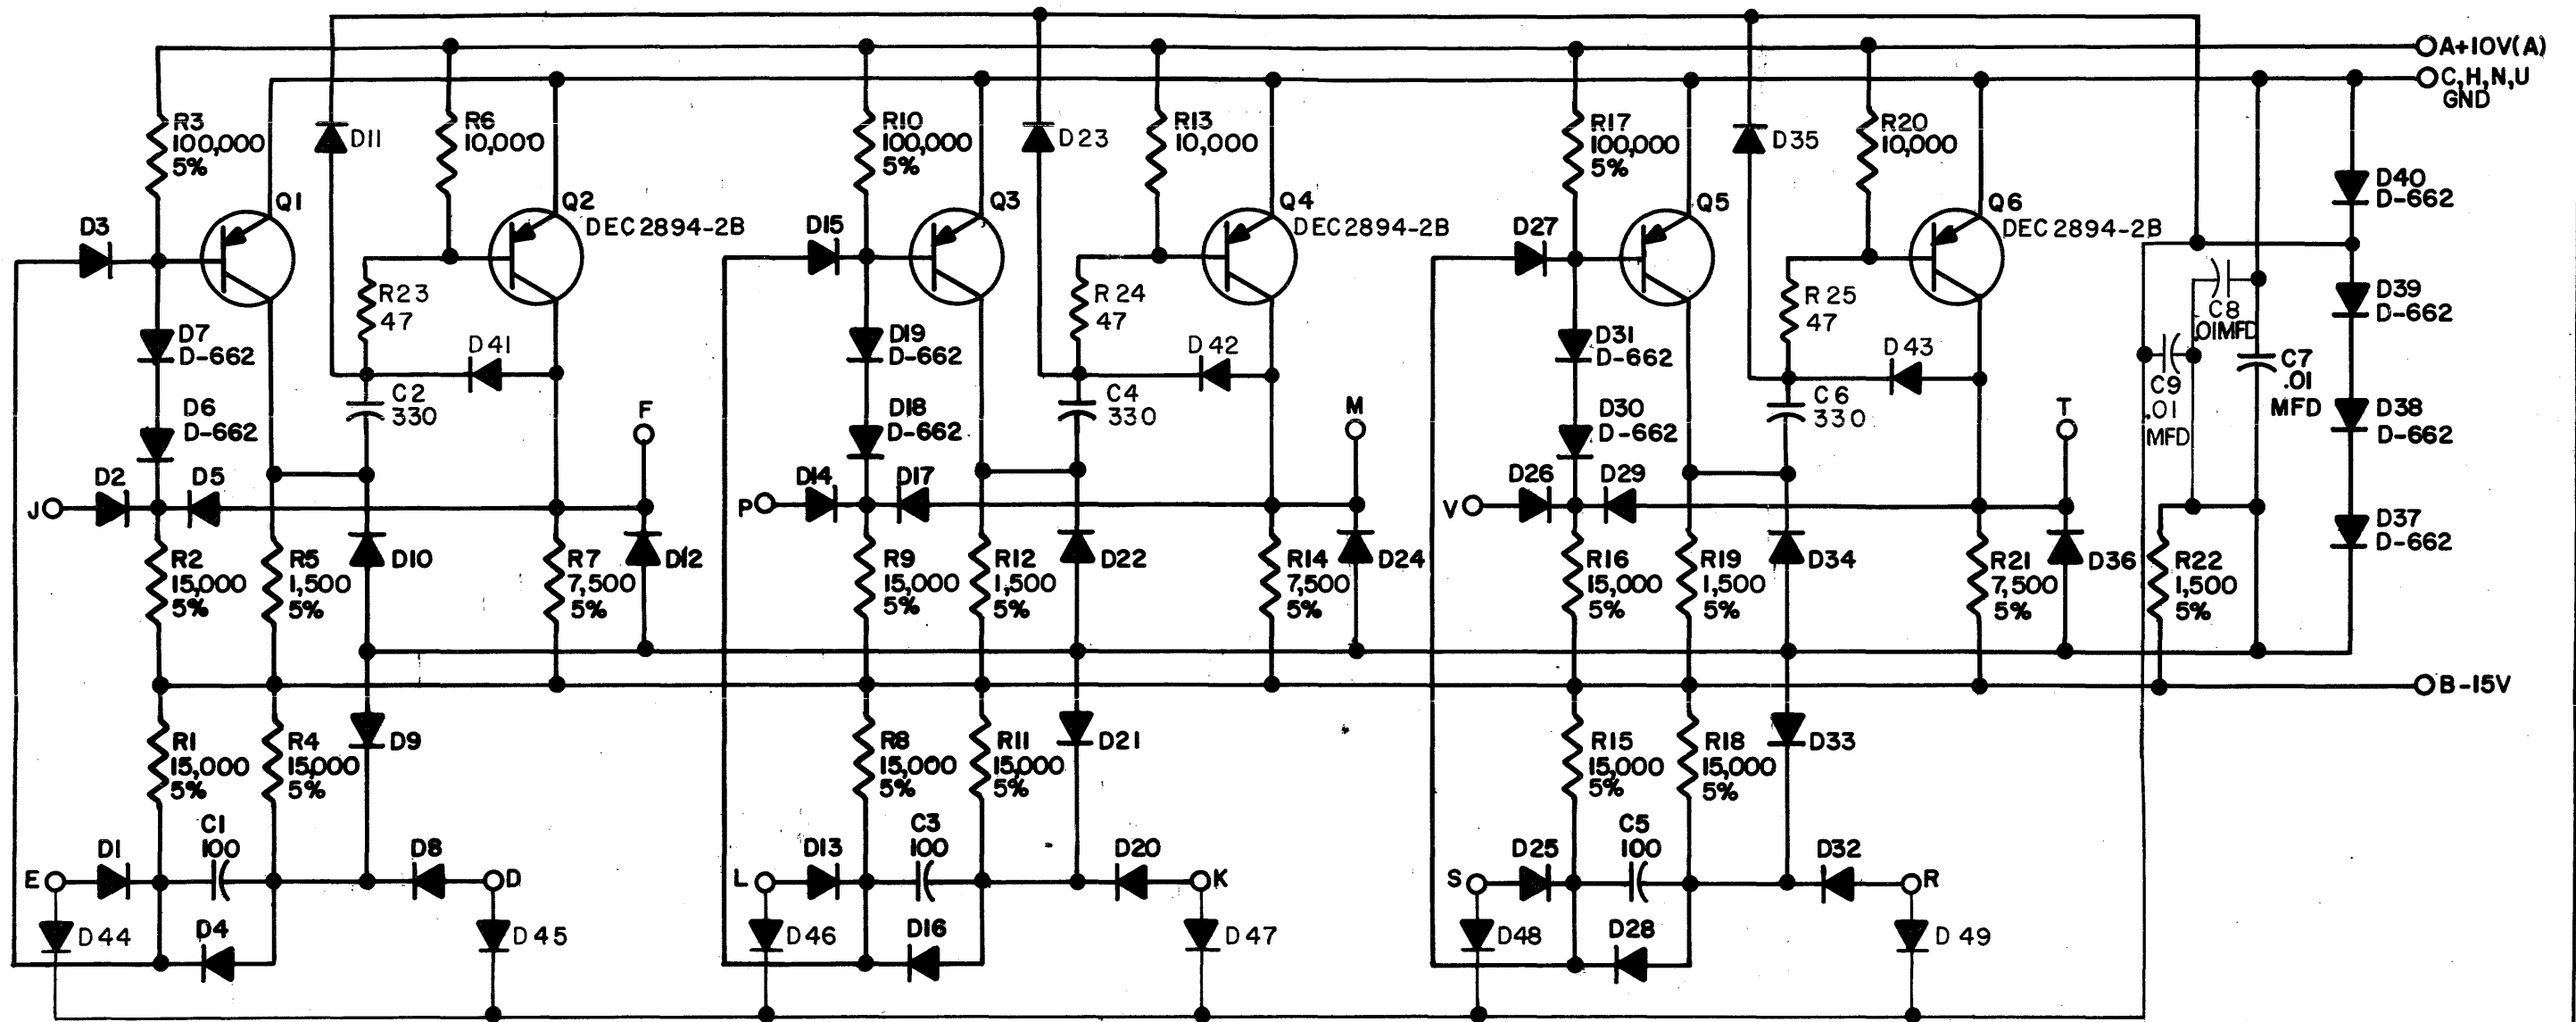 A+10V(A)
C,H,N,U
GND
R3
100,000
5%
D11
R6
10,000
R10
100,000
5%
D23
R13
10,000
R17
100,000
5%
D35
R20
10,000
D40
D-662
D3
Q1
Q2
DEC2894-2B
D15
Q3
Q4
DEC2894-2B
D27
Q5
Q6
DEC2894-2B
R23
47
R24
47
R25
47
C8
.01MFD
D39
D-662
D7
D-662
D41
D19
D-662
D42
D31
D-662
D43
C9
.01
MFD
C7
.01
MFD
D6
D-662
C2
330
F
D18
D-662
C4
330
M
D30
D-662
C6
330
T
D38
D-662
J
D2
D5
P
D14
D17
V
D26
D29
D37
D-662
R2
15,000
5%
R5
1,500
5%
D10
R7
7,500
5%
D12
R9
15,000
5%
R12
1,500
5%
D22
R14
7,500
5%
D24
R16
15,000
5%
R19
1,500
5%
D34
R21
7,500
5%
D36
R22
1,500
5%
B-15V
R1
15,000
5%
R4
15,000
5%
D9
R8
15,000
5%
R11
15,000
5%
D21
R15
15,000
5%
R18
15,000
5%
D33
E
D1
C1
100
D8
D
L
D13
C3
100
D20
K
S
D25
C5
100
D32
R
D44
D4
D45
D46
D16
D47
D48
D28
D49